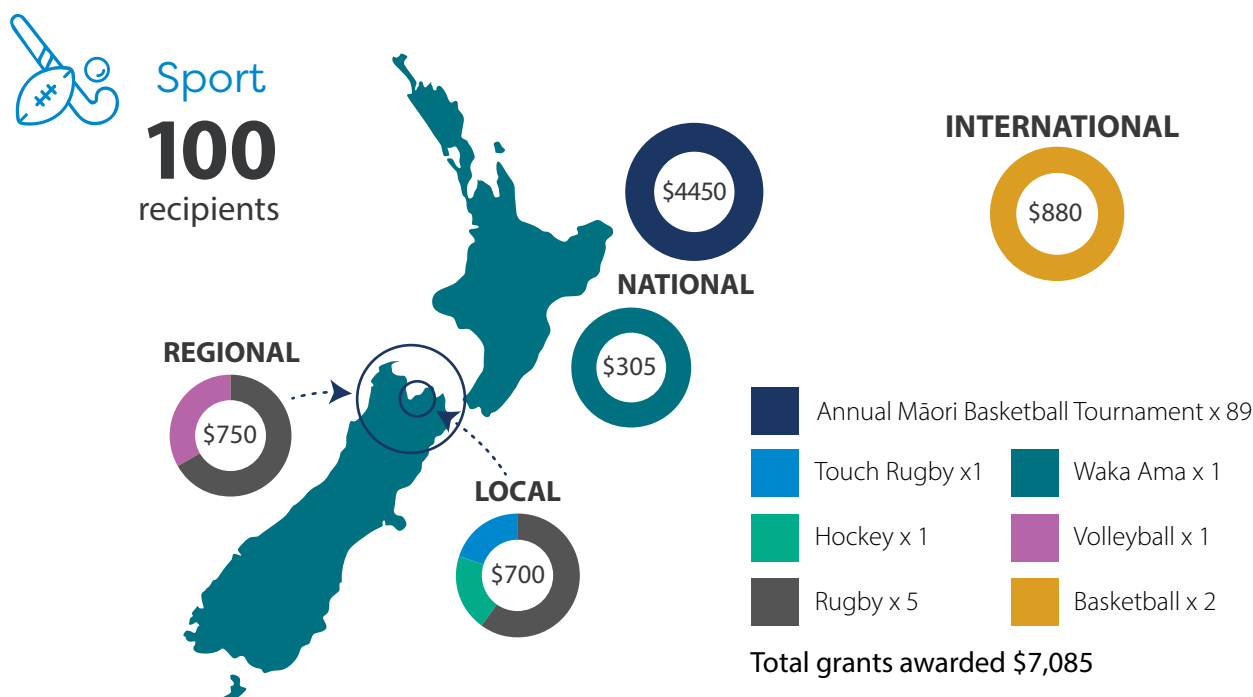 Sport
100
recipients
INTERNATIONAL
$880
$4450
NATIONAL
$305
REGIONAL
$750
LOCAL
$700
Annual Māori Basketball Tournament x 89
Touch Rugby x1
Waka Ama x 1
Hockey x 1
Volleyball x 1
Rugby x 5
Basketball x 2
Total grants awarded $7,085